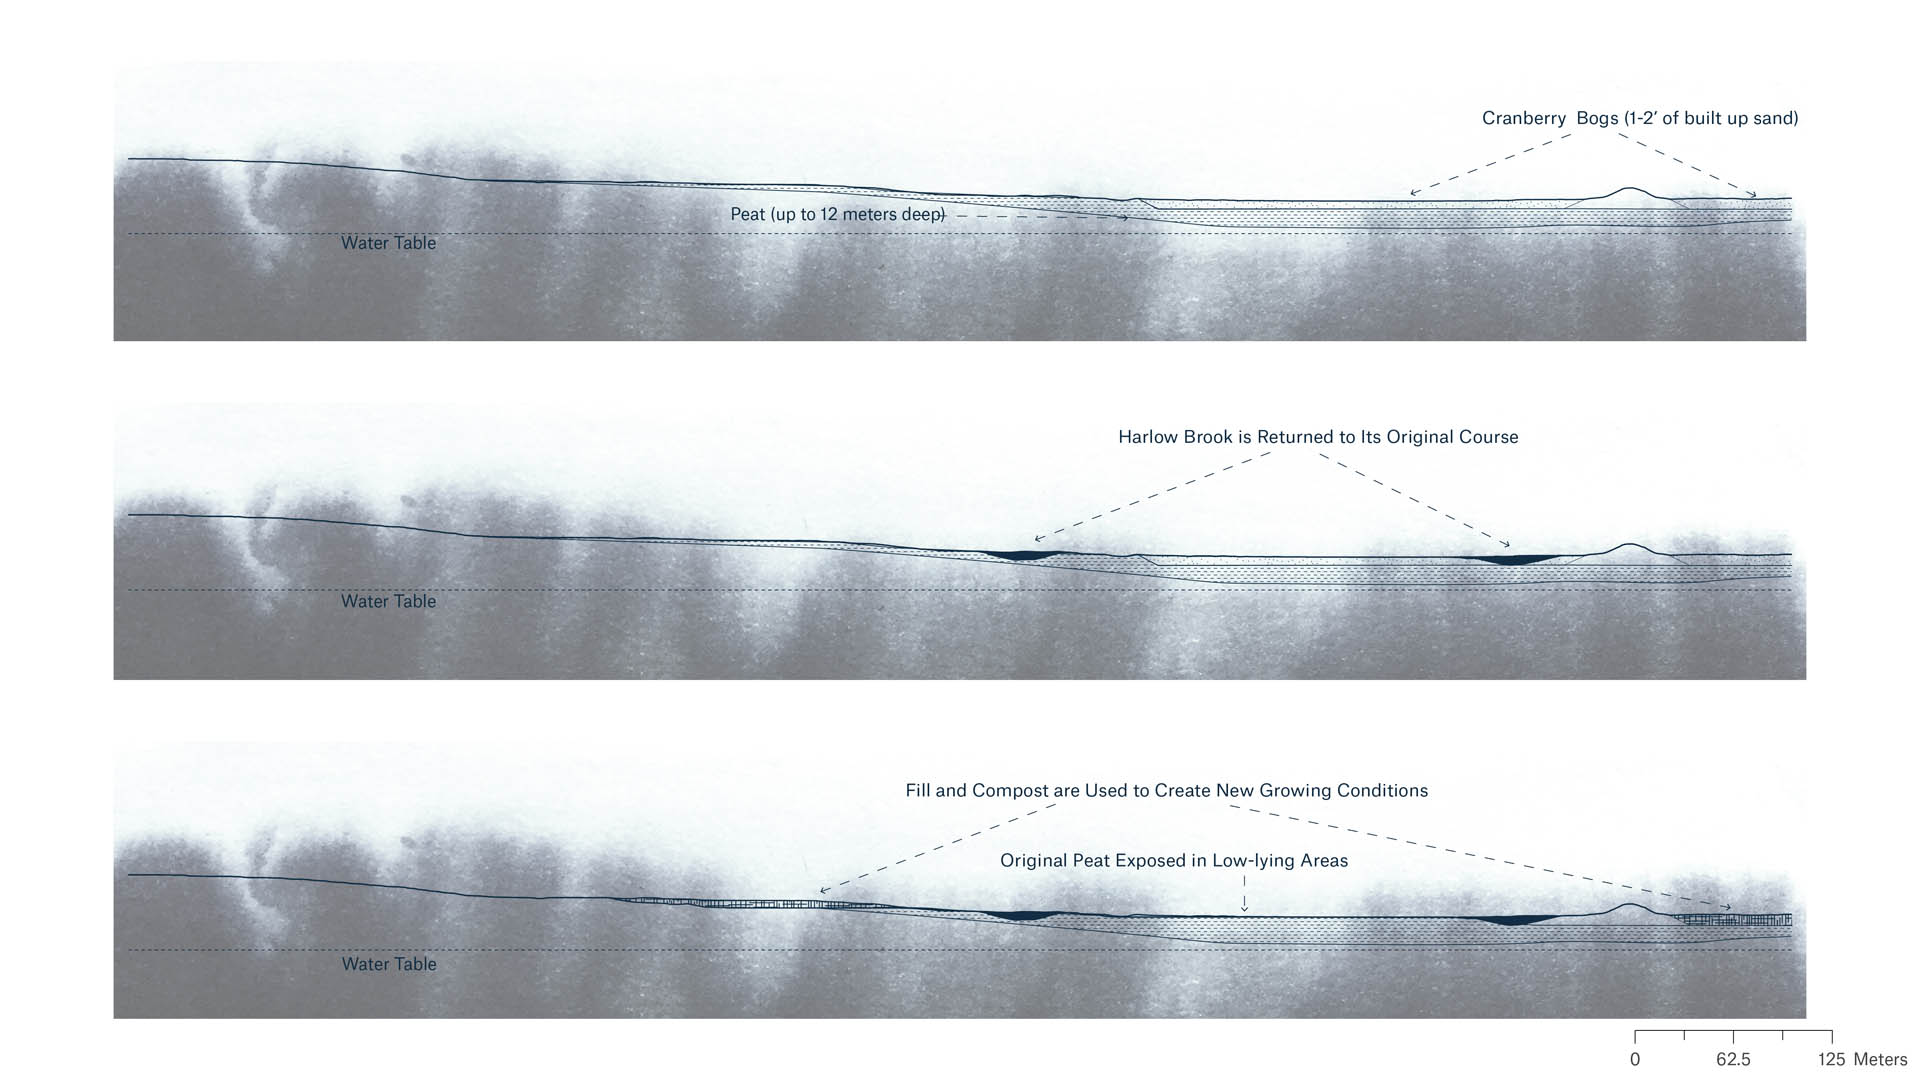 Cranberry Bogs (1-2’ of built up sand)
Peat (up to 12 meters deep)
Water Table
Harlow Brook is Returned to Its Original Course
Water Table
Fill and Compost are Used to Create New Growing Conditions
Original Peat Exposed in Low-lying Areas
Water Table
0 62.5 125 Meters